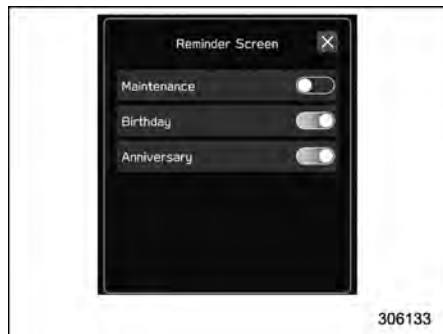 Reminder Screen
Maintenance
Birthday
Anniversary
306133